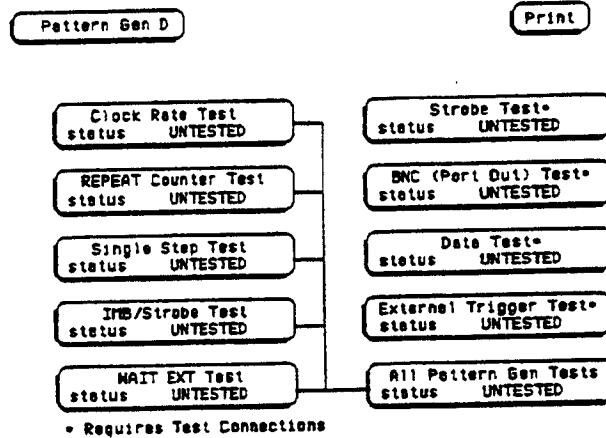 Pattern Gen D
Print
Clock Rate Test
status UNTESTED
REPEAT Counter Test
status UNTESTED
Single Step Test
status UNTESTED
IMB/Strobe Test
status UNTESTED
WAIT EXT Test
status UNTESTED
Strobe Test*
status UNTESTED
BNC (Port Out) Test*
status UNTESTED
Data Test*
status UNTESTED
External Trigger Test*
status UNTESTED
All Pattern Gen Tests
status UNTESTED
* Requires Test Connections